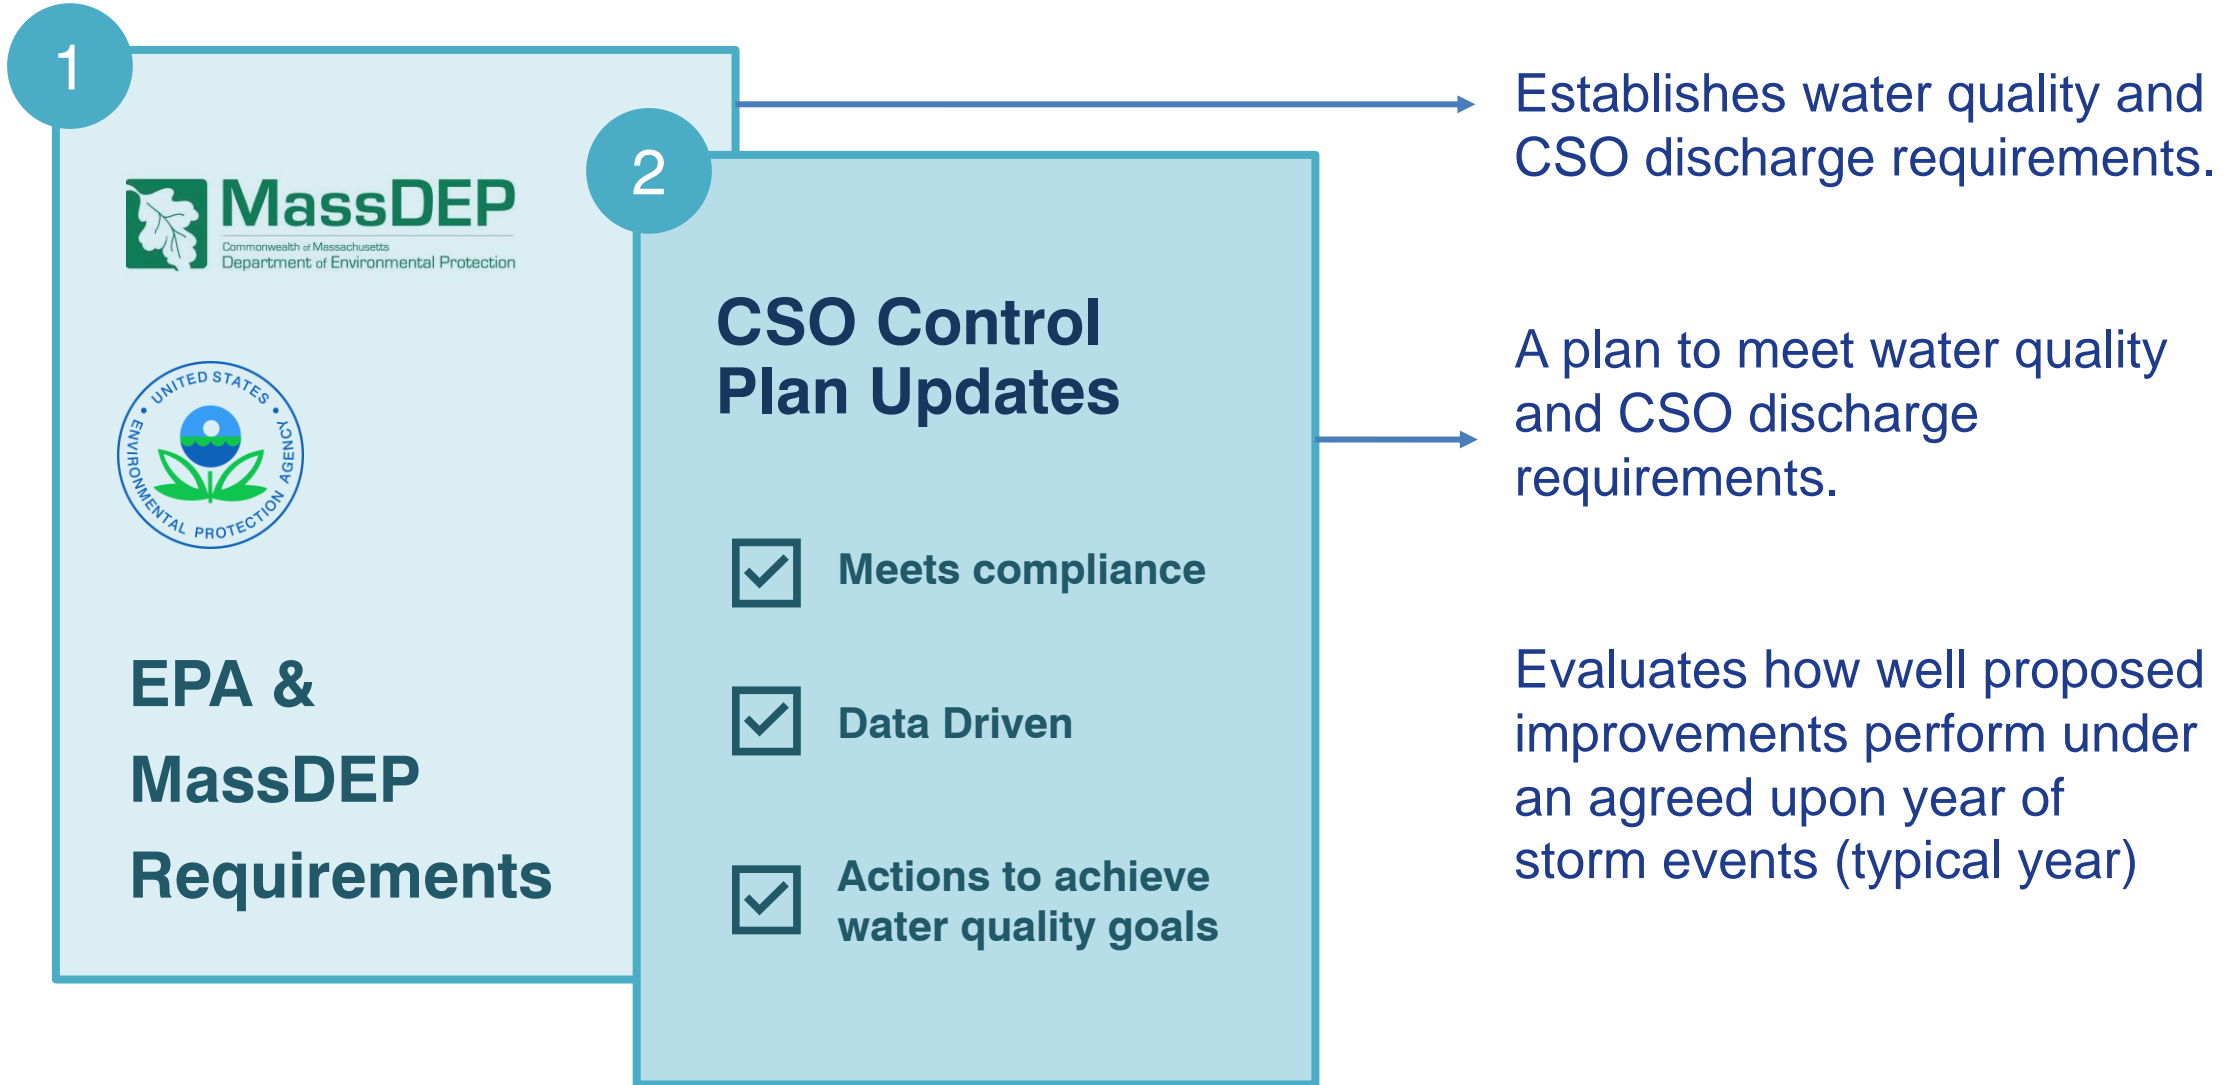 1
MassDEP
Commonwealth of Massachusetts
Department of Environmental Protection
UNITED STATES
ENVIRONMENTAL PROTECTION AGENCY
EPA &
MassDEP
Requirements
2
CSO Control
Plan Updates
Meets compliance
Data Driven
Actions to achieve
water quality goals
Establishes water quality and
CSO discharge requirements.
A plan to meet water quality
and CSO discharge
requirements.
Evaluates how well proposed
improvements perform under
an agreed upon year of
storm events (typical year)